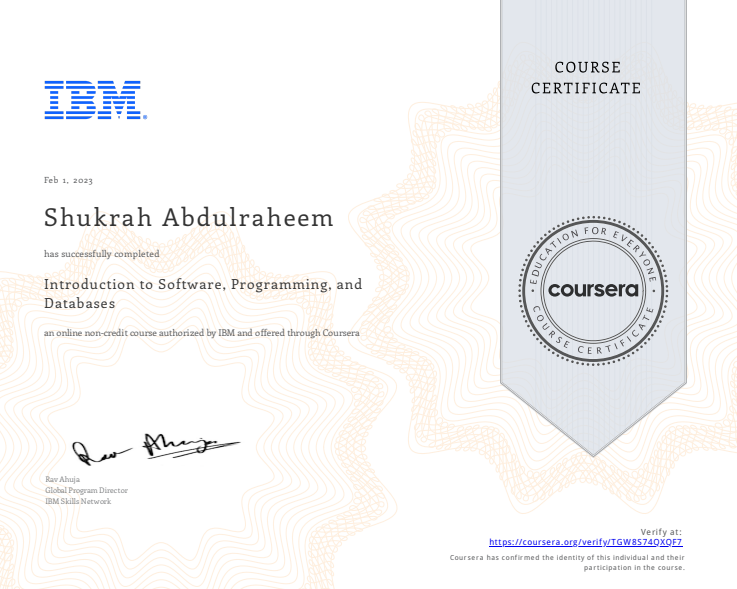 COURSE
CERTIFICATE
IBM
Feb 1, 2023
Shukrah Abdulraheem
has successfully completed
Introduction to Software, Programming, and
Databases
an online non-credit course authorized by IBM and offered through Coursera
EDUCATION FOR EVERYONE
coursera
COURSE CERTIFICATE
Rav Ahuja
Rav Ahuja
Global Program Director
IBM Skills Network
Verify at:
https://coursera.org/verify/TGW8S74QXQF7
Coursera has confirmed the identity of this individual and their
participation in the course.